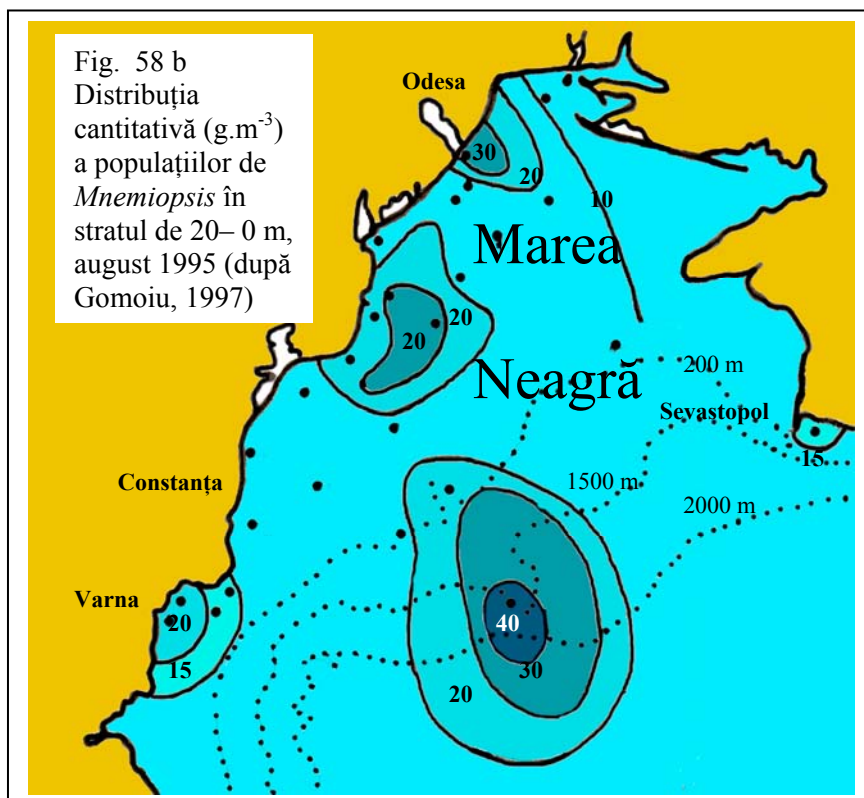 Fig. 58 b
Distribuția
cantitativă (g.m-3)
a populațiilor de
Mnemiopsis în
stratul de 20– 0 m,
august 1995 (după
Gomoiu, 1997)
Odesa
30
20
10
Marea
20
20
Neagră
200 m
Sevastopol
15
1500 m
Constanța
2000 m
Varna
20
40
15
30
20